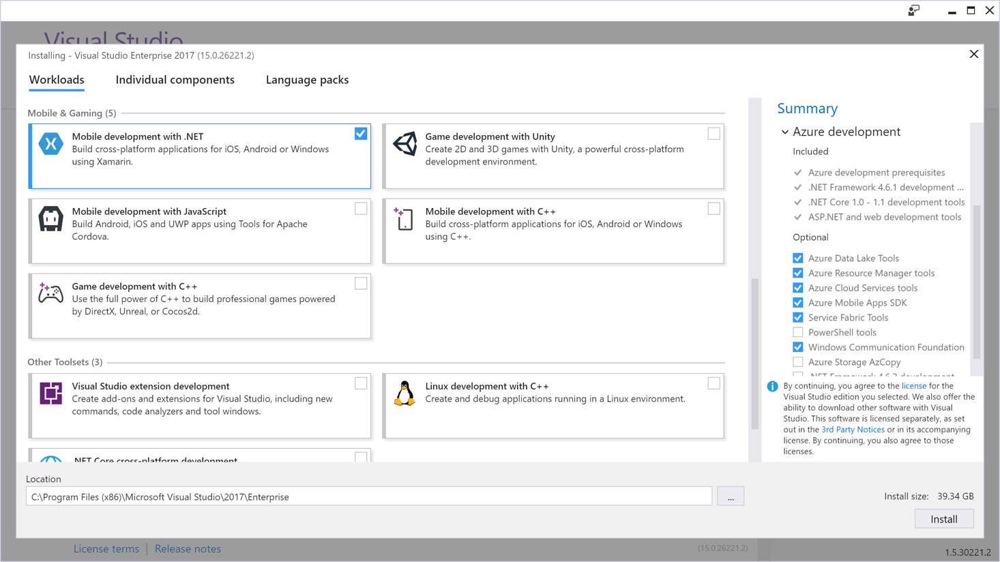 Visual Studio
Installing - Visual Studio Enterprise 2017 (15.0.26221.2)
Workloads
Individual components
Language packs
Mobile & Gaming (5)
Mobile development with .NET
Build cross-platform applications for iOS, Android or Windows
using Xamarin.
Game development with Unity
Create 2D and 3D games with Unity, a powerful cross-platform
development environment.
Mobile development with JavaScript
Build Android, iOS and UWP apps using Tools for Apache
Cordova.
Mobile development with C++
Build cross-platform applications for iOS, Android or Windows
using C++.
Game development with C++
Use the full power of C++ to build professional games powered
by DirectX, Unreal, or Cocos2d.
Other Toolsets (3)
Visual Studio extension development
Create add-ons and extensions for Visual Studio, including new
commands, code analyzers and tool windows.
Linux development with C++
Create and debug applications running in a Linux environment.
.NET Core cross-platform development
Summary
Azure development
Included
Azure development prerequisites
.NET Framework 4.6.1 development ...
.NET Core 1.0 - 1.1 development tools
ASP.NET and web development tools
Optional
Azure Data Lake Tools
Azure Resource Manager tools
Azure Cloud Services tools
Azure Mobile Apps SDK
Service Fabric Tools
PowerShell tools
Windows Communication Foundation
Azure Storage AzCopy
.NET Framework 4.6.2 development
By continuing, you agree to the license for the
Visual Studio edition you selected. We also offer the
ability to download other software with Visual
Studio. This software is licensed separately, as set
out in the 3rd Party Notices or in its accompanying
license. By continuing, you also agree to those
licenses.
Location
C:\Program Files (x86)\Microsoft Visual Studio\2017\Enterprise
...
Install size: 39.34 GB
Install
License terms | Release notes
(15.0.26221.2)
1.5.30221.2